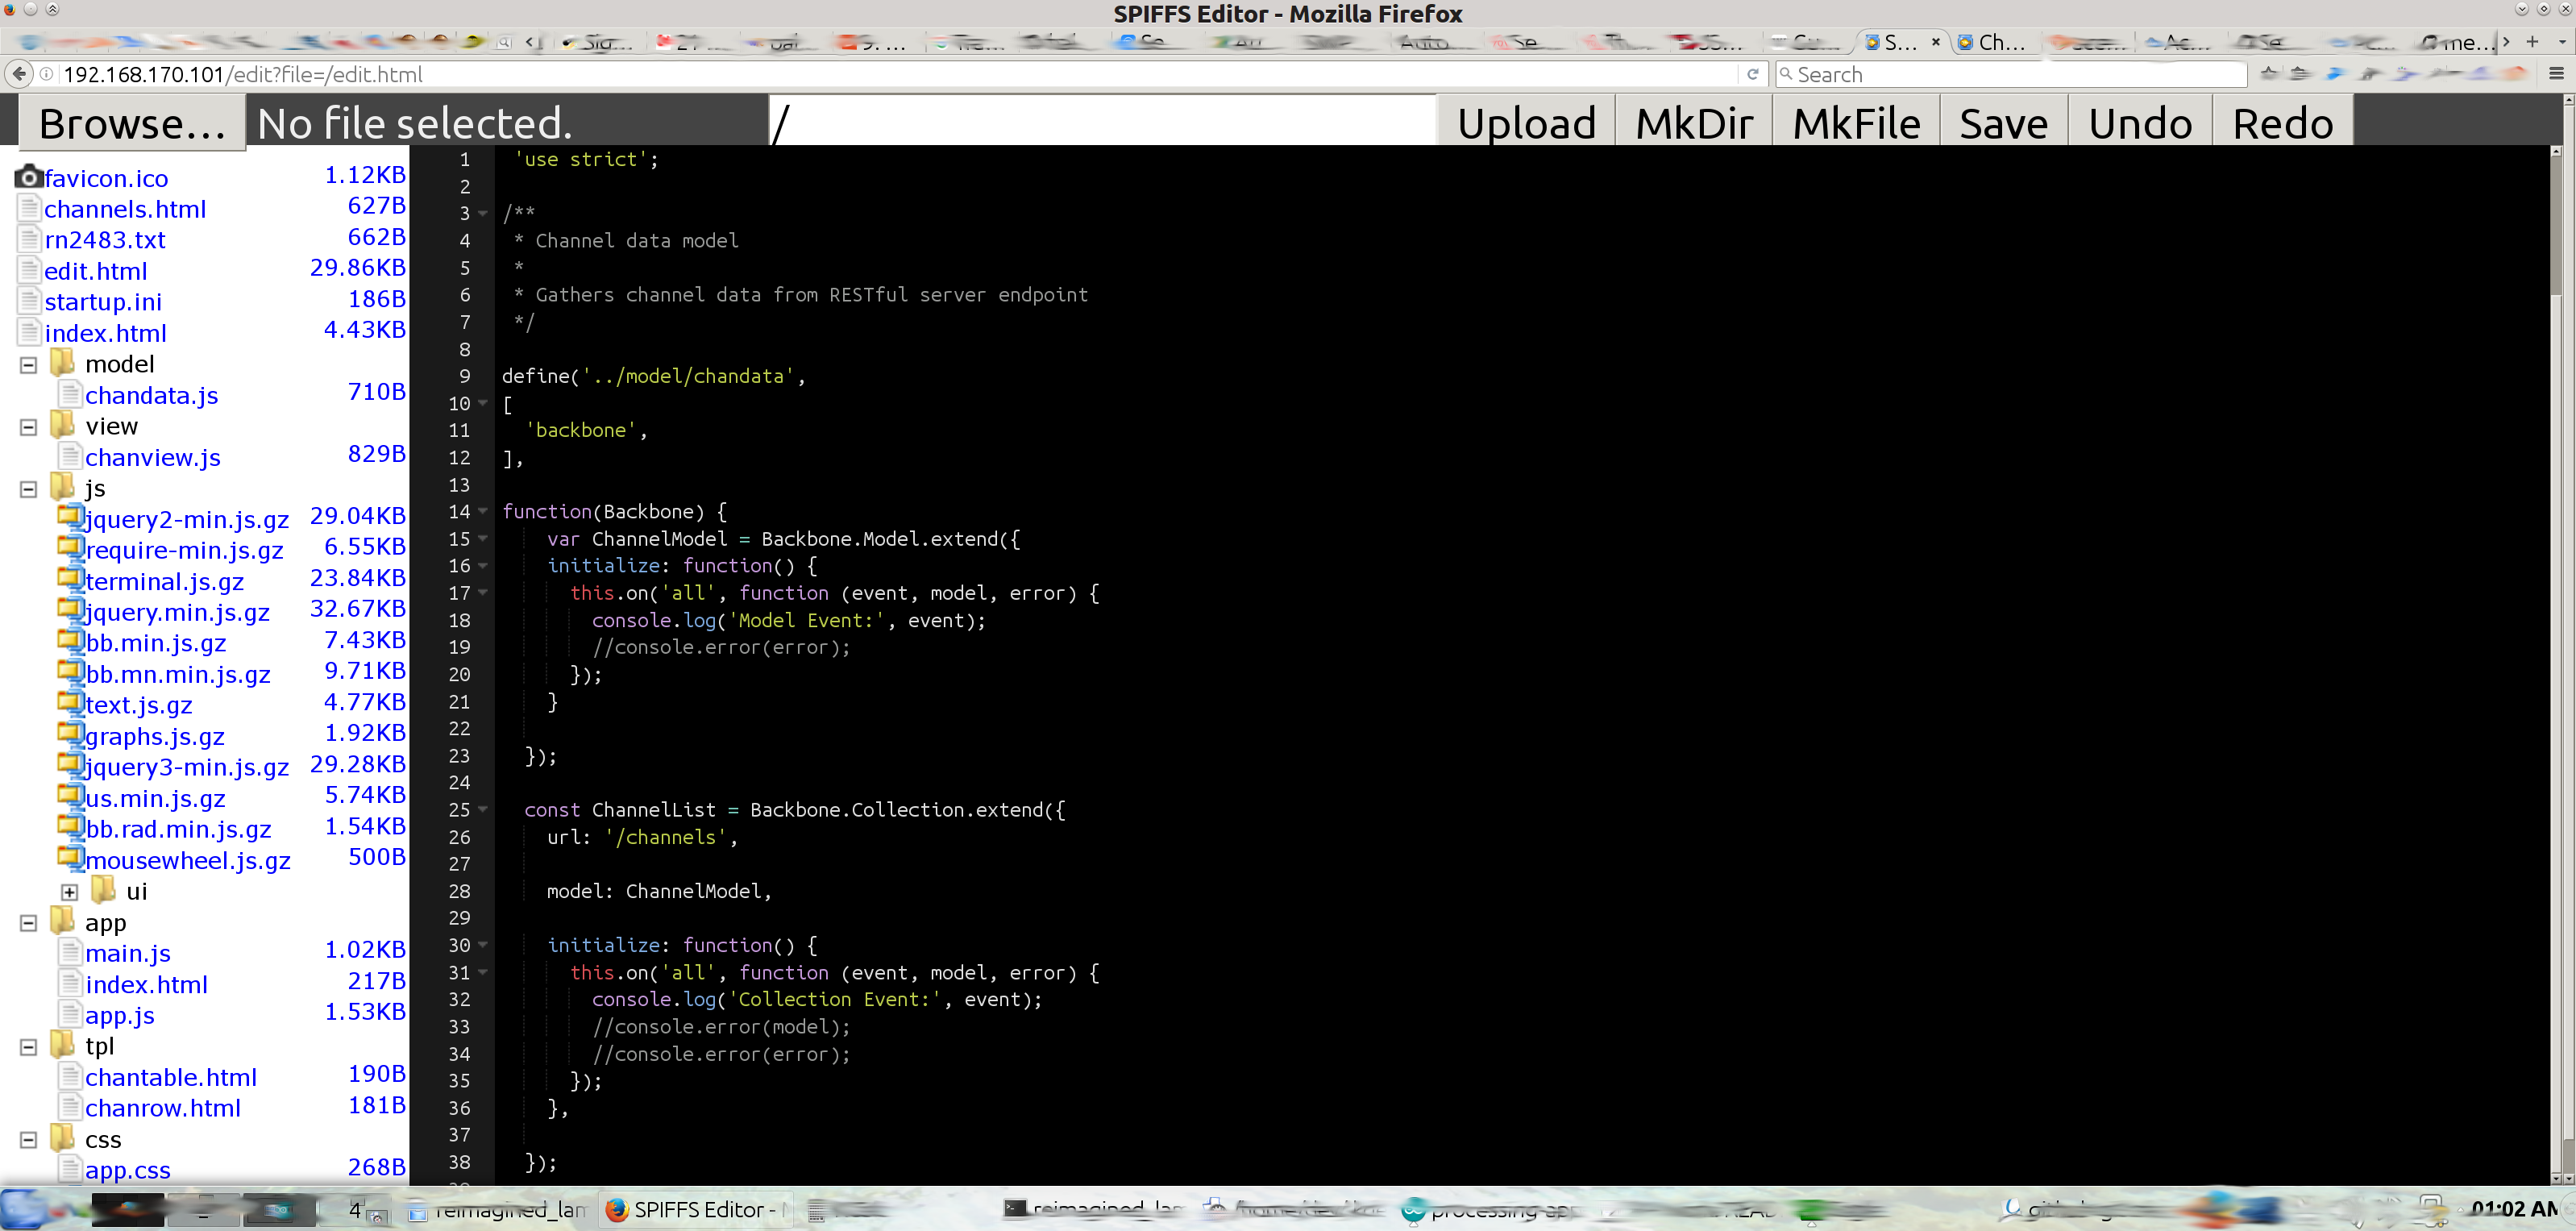 SPIFFS Editor - Mozilla Firefox
S...
Ch...
me...
192.168.170.101/edit?file=/edit.html
Search
Browse...
No file selected.
/
Upload
MkDir
MkFile
Save
Undo
Redo
favicon.ico 1.12KB
channels.html 627B
rn2483.txt 662B
edit.html 29.86KB
startup.ini 186B
index.html 4.43KB
model
chandata.js 710B
view
chanview.js 829B
js
jquery2-min.js.gz 29.04KB
require-min.js.gz 6.55KB
terminal.js.gz 23.84KB
jquery.min.js.gz 32.67KB
bb.min.js.gz 7.43KB
bb.mn.min.js.gz 9.71KB
text.js.gz 4.77KB
graphs.js.gz 1.92KB
jquery3-min.js.gz 29.28KB
us.min.js.gz 5.74KB
bb.rad.min.js.gz 1.54KB
mousewheel.js.gz 500B
ui
app
main.js 1.02KB
index.html 217B
app.js 1.53KB
tpl
chantable.html 190B
chanrow.html 181B
css
app.css 268B
1 'use strict';
2
3 /**
4 * Channel data model
5 *
6 * Gathers channel data from RESTful server endpoint
7 */
8
9 define('../model/chandata',
10 [
11 'backbone',
12 ],
13
14 function(Backbone) {
15 var ChannelModel = Backbone.Model.extend({
16 initialize: function() {
17 this.on('all', function (event, model, error) {
18 console.log('Model Event:', event);
19 //console.error(error);
20 });
21 }
22
23 });
24
25 const ChannelList = Backbone.Collection.extend({
26 url: '/channels',
27
28 model: ChannelModel,
29
30 initialize: function() {
31 this.on('all', function (event, model, error) {
32 console.log('Collection Event:', event);
33 //console.error(model);
34 //console.error(error);
35 });
36 },
37
38 });
4
SPIFFS Editor -
01:02 AM